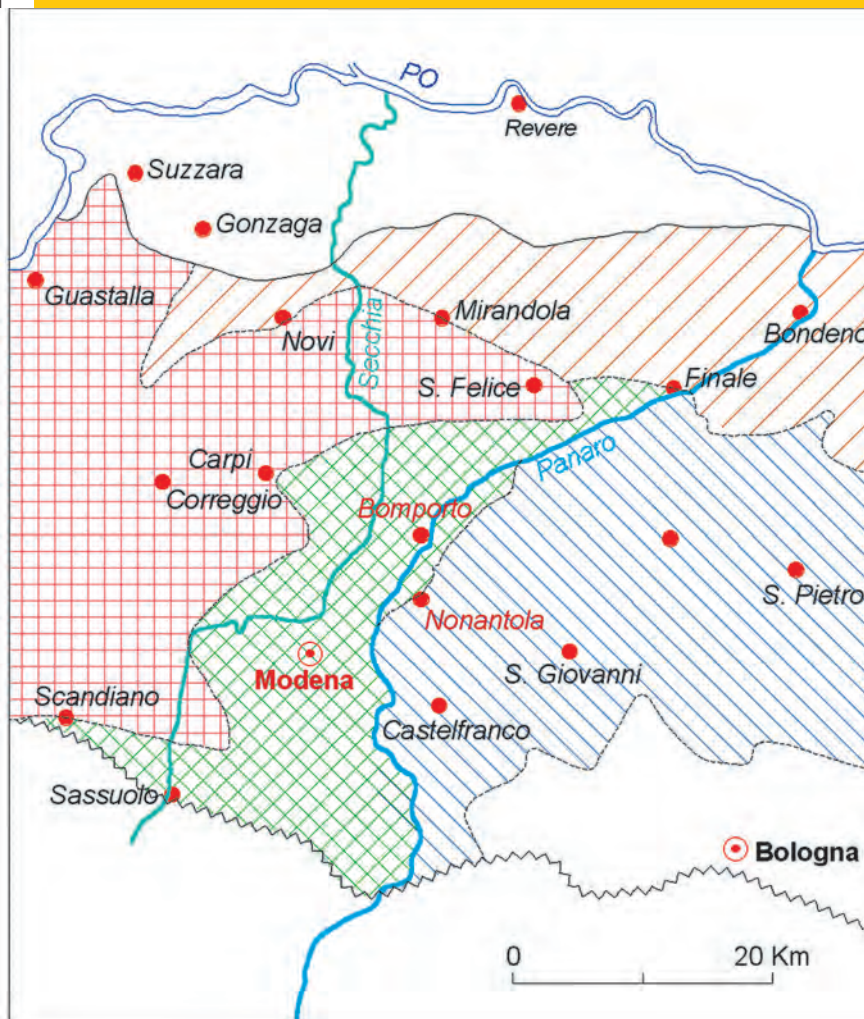 PO
Revere
Suzzara
Gonzaga
Guastalla
Novi
Mirandola
Bondeno
Secchia
S. Felice
Finale
Panaro
Carpi
Correggio
Bomporto
S. Pietro
Nonantola
S. Giovanni
Modena
Scandiano
Castelfranco
Sassuolo
Bologna
0 20 Km